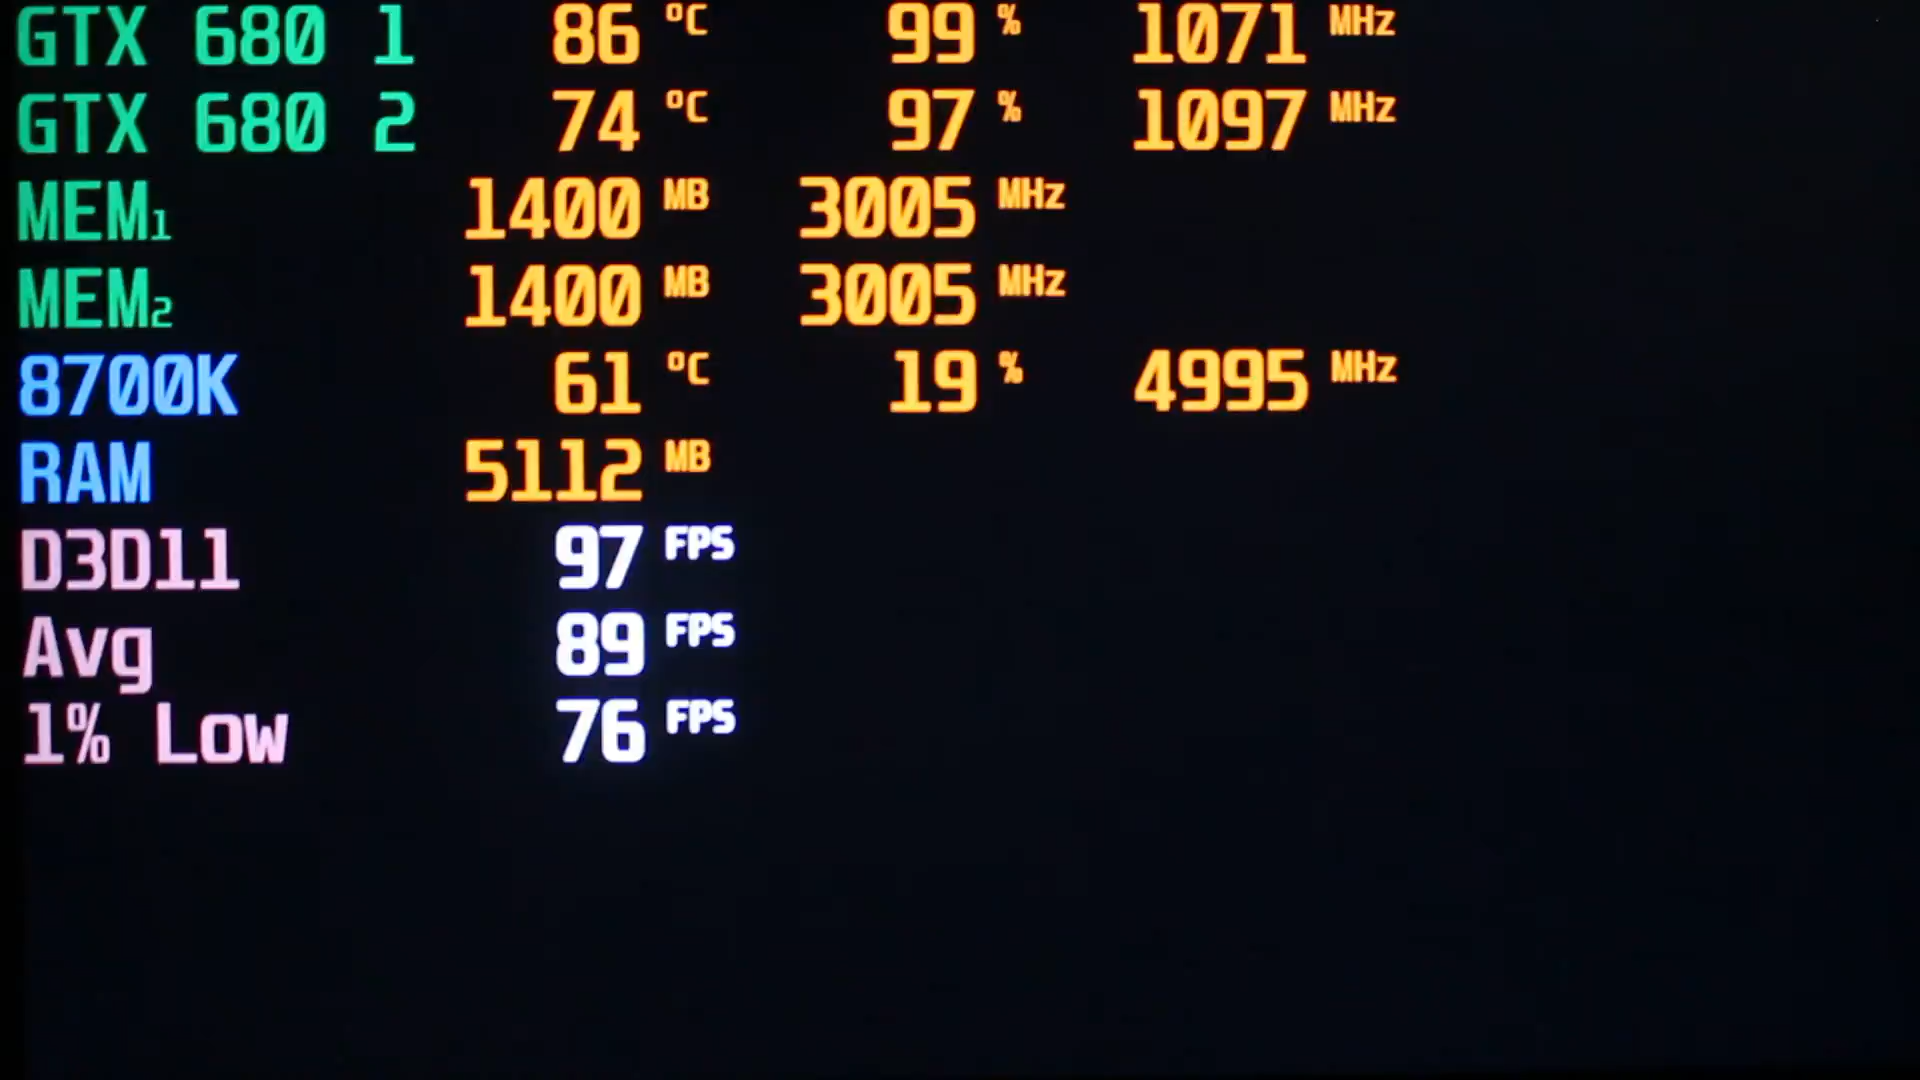 GTX 680 1 86 °C 99 % 1071 MHz
GTX 680 2 74 °C 97 % 1097 MHz
MEM1 1400 MB 3005 MHz
MEM2 1400 MB 3005 MHz
8700K 61 °C 19 % 4995 MHz
RAM 5112 MB
D3D11 97 FPS
Avg 89 FPS
1% Low 76 FPS